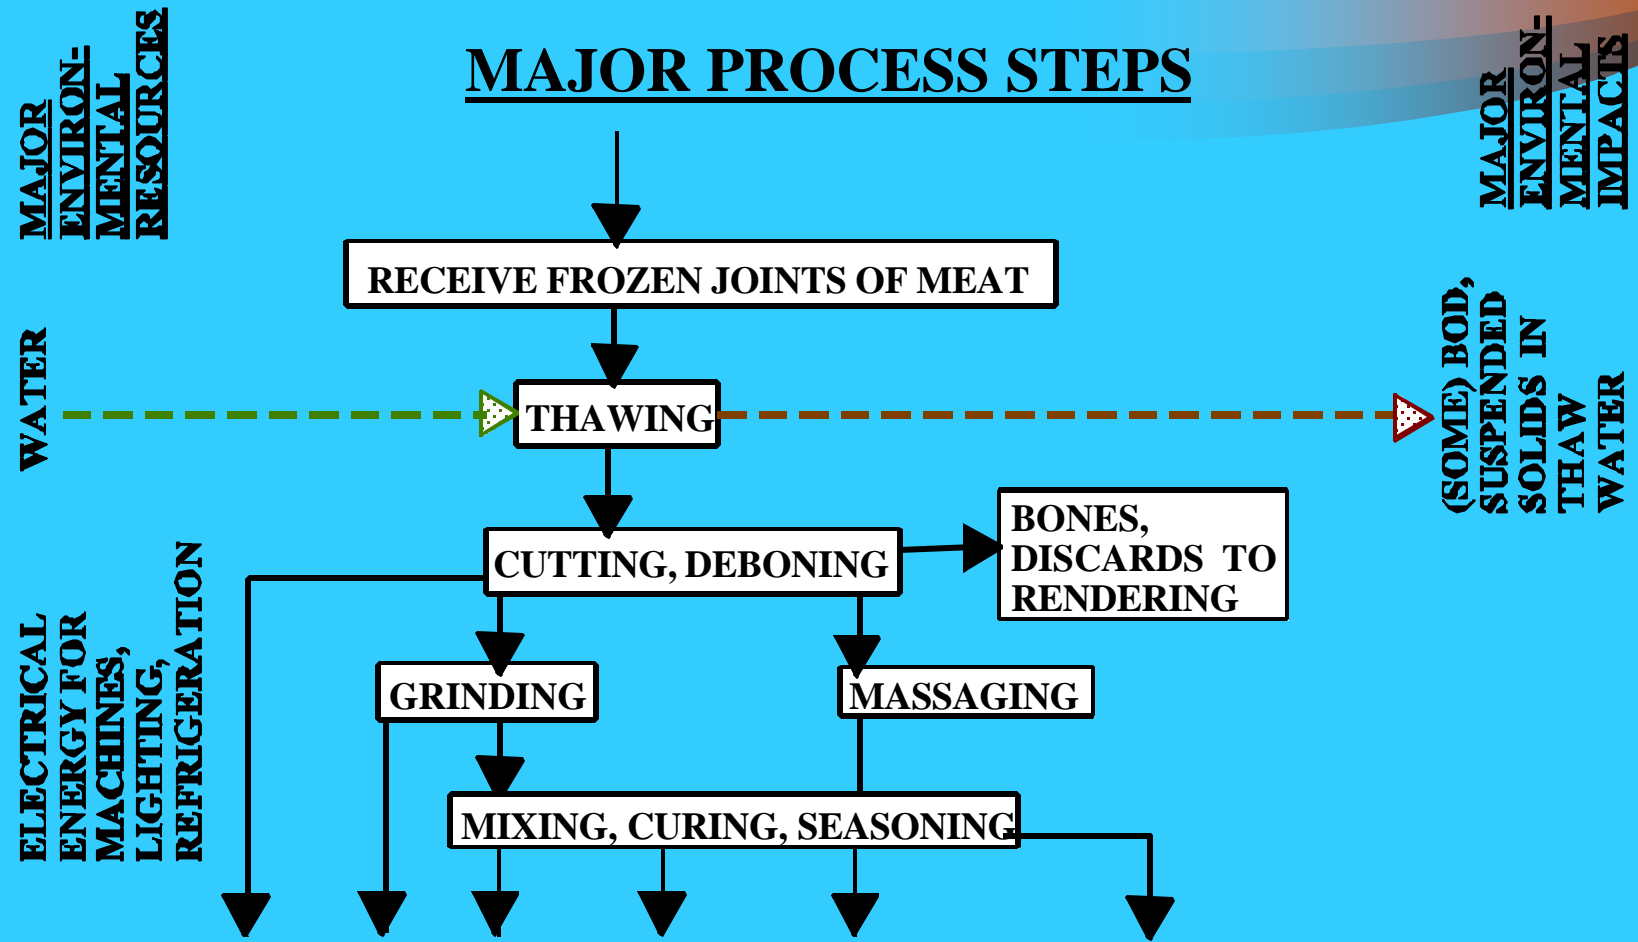 MAJOR PROCESS STEPS
MAJOR
ENVIRON-
MENTAL
RESOURCES
MAJOR
ENVIRON-
MENTAL
IMPACTS
RECEIVE FROZEN JOINTS OF MEAT
WATER
THAWING
(SOME) BOD,
SUSPENDED
SOLIDS IN
THAW
WATER
CUTTING, DEBONING
BONES,
DISCARDS TO
RENDERING
ELECTRICAL
ENERGY FOR
MACHINES,
LIGHTING,
REFRIGERATION
GRINDING
MASSAGING
MIXING, CURING, SEASONING